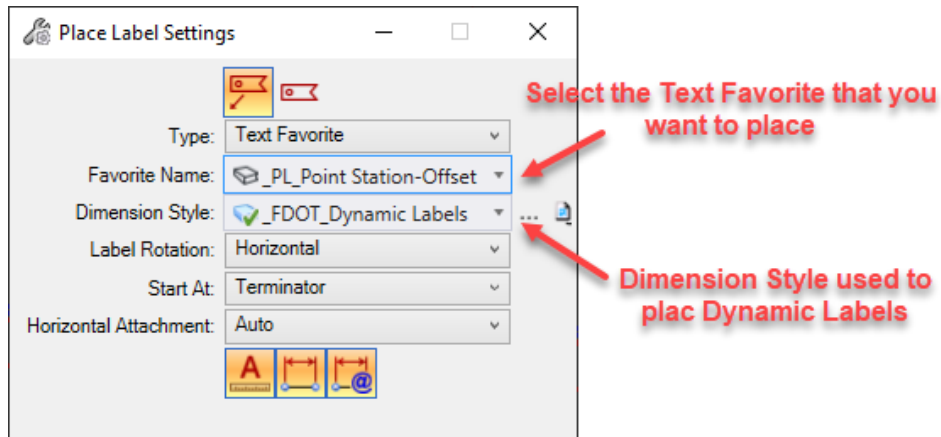 Place Label Settings
Select the Text Favorite that you
want to place
Type: Text Favorite
Favorite Name: _PL_Point Station-Offset
Dimension Style: _FDOT_Dynamic Labels ...
Label Rotation: Horizontal
Start At: Terminator
Dimension Style used to
plac Dynamic Labels
Horizontal Attachment: Auto
A
@